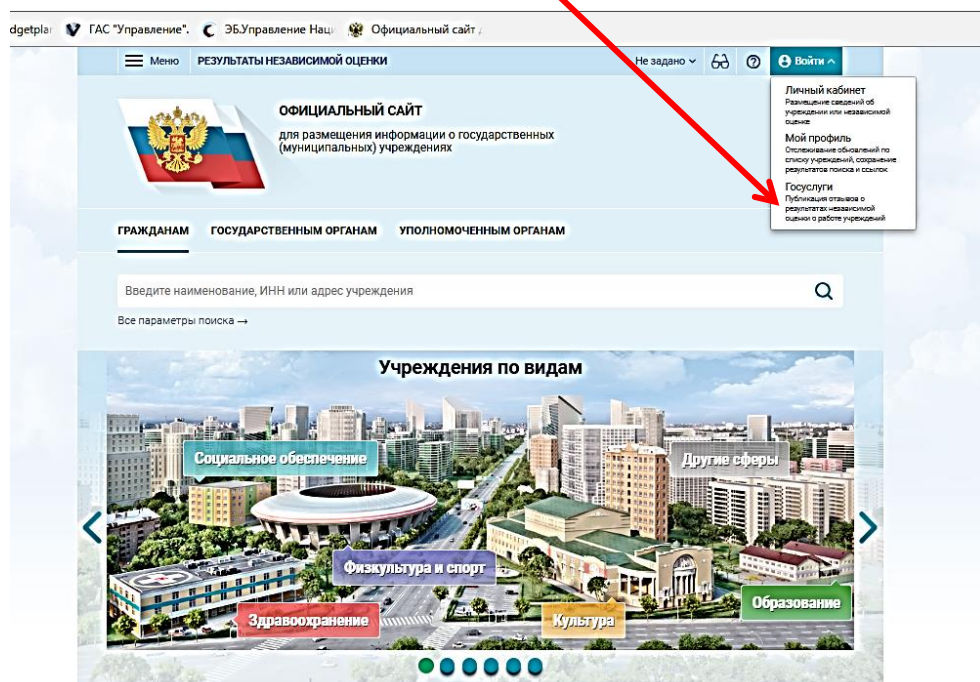 dgetpla ГАС "Управление". ЭБ.Управление Наци Официальный сайт
Меню РЕЗУЛЬТАТЫ НЕЗАВИСИМОЙ ОЦЕНКИ Не задано Войти
Личный кабинет
Размещение сведений об
учреждении или независимой
оценке
Мой профиль
Отслеживание обновлений по
списку учреждений, сохранение
результатов поиска и ссылок
Госуслуги
Публикация отзывов о
результатах независимой
оценки о работе учреждений
ОФИЦИАЛЬНЫЙ САЙТ
для размещения информации о государственных
(муниципальных) учреждениях
ГРАЖДАНАМ ГОСУДАРСТВЕННЫМ ОРГАНАМ УПОЛНОМОЧЕННЫМ ОРГАНАМ
Введите наименование, ИНН или адрес учреждения
Все параметры поиска →
Учреждения по видам
Социальное обеспечение
Другие сферы
Физкультура и спорт
Образование
Здравоохранение
Культура